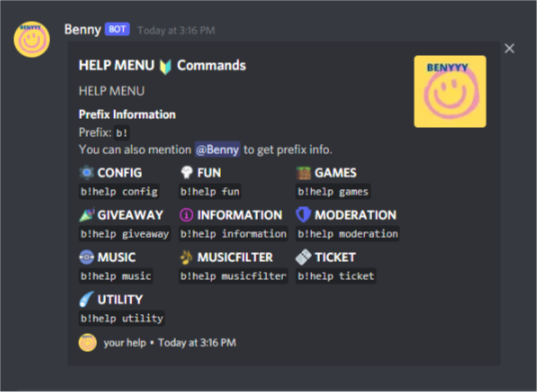 BENYYY
Benny BOT Today at 3:16 PM
HELP MENU Commands
BENYYY
HELP MENU
Prefix Information
Prefix: b!
You can also mention @Benny to get prefix info.
CONFIG FUN GAMES
b!help config b!help fun b!help games
GIVEAWAY INFORMATION MODERATION
b!help giveaway b!help information b!help moderation
MUSIC MUSICFILTER TICKET
b!help music b!help musicfilter b!help ticket
UTILITY
b!help utility
your help • Today at 3:16 PM